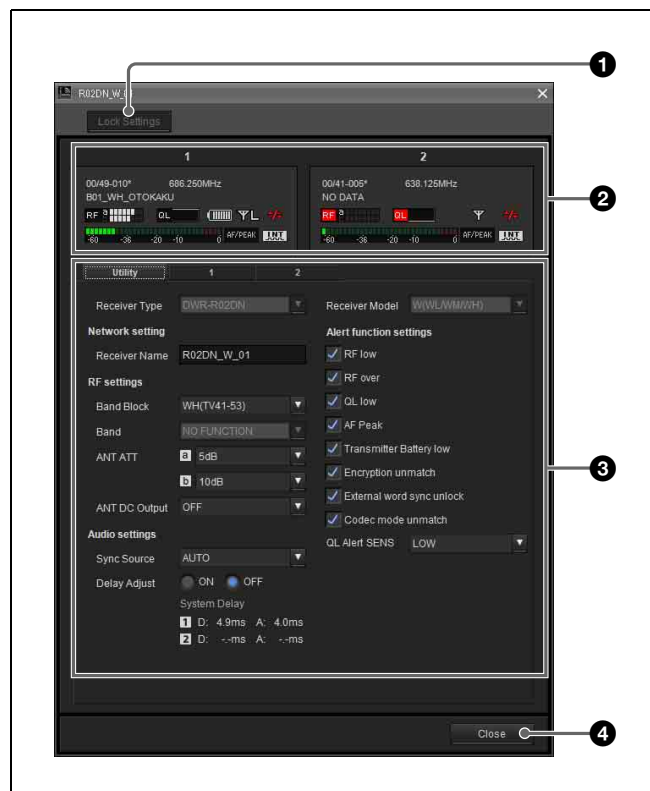 1
R02DN_W_01
Lock Settings
1
00/49-010* 686.250MHz
B01_WH_OTOKAKU
RF a QL L -/-
-60 -36 -20 -10 0 AF/PEAK INT
2
00/41-005* 638.125MHz
NO DATA
RF a QL -/-
-60 -36 -20 -10 0 AF/PEAK INT
2
Utility 1 2
Receiver Type DWR-R02DN
Network setting
Receiver Name R02DN_W_01
RF settings
Band Block WH(TV41-53)
Band NO FUNCTION
ANT ATT a 5dB
b 10dB
ANT DC Output OFF
Audio settings
Sync Source AUTO
Delay Adjust ON OFF
System Delay
1 D: 4.9ms A: 4.0ms
2 D: -.-ms A: -.-ms
Receiver Model W(WL/WM/WH)
Alert function settings
RF low
RF over
QL low
AF Peak
Transmitter Battery low
Encryption unmatch
External word sync unlock
Codec mode unmatch
QL Alert SENS LOW
3
Close
4